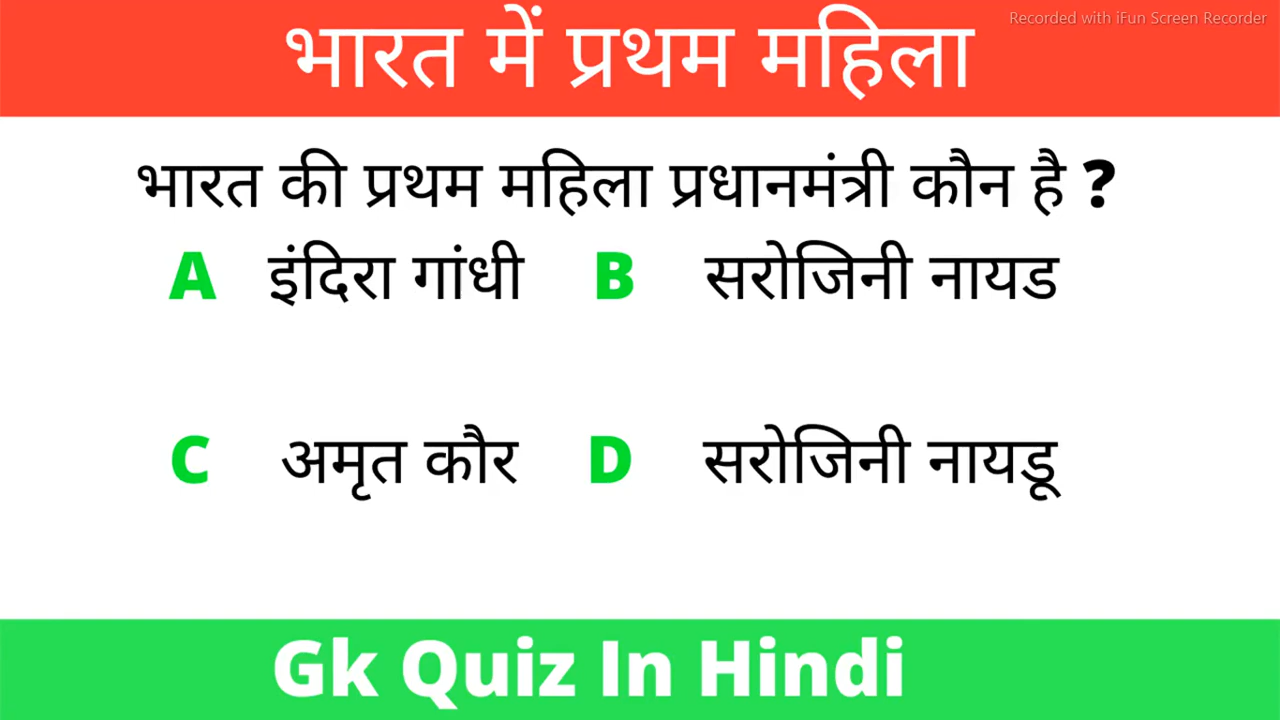 Recorded with iFun Screen Recorder
भारत में प्रथम महिला
भारत की प्रथम महिला प्रधानमंत्री कौन है ?
A इंदिरा गांधी B सरोजिनी नायड
C अमृत कौर D सरोजिनी नायडू
Gk Quiz In Hindi